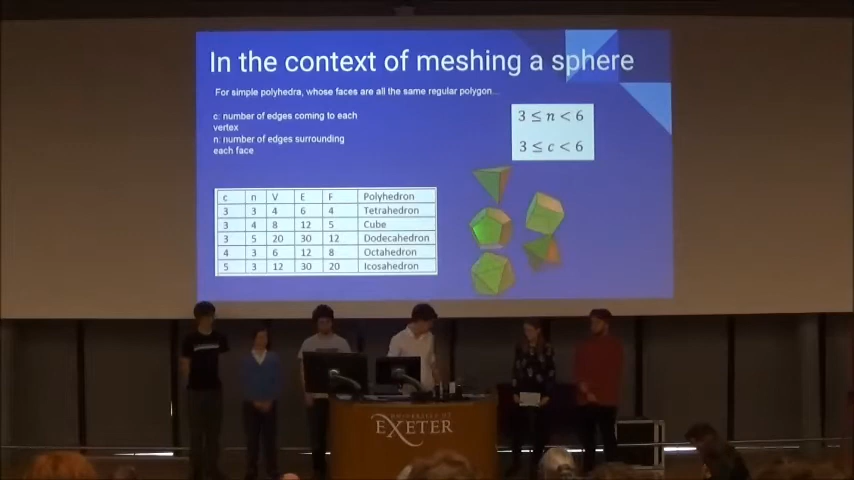 In the context of meshing a sphere
For simple polyhedra, whose faces are all the same regular polygon...
c: number of edges coming to each
vertex
n: number of edges surrounding
each face
3 ≤ n < 6
3 ≤ c < 6
c n V E F Polyhedron
3 3 4 6 4 Tetrahedron
3 4 8 12 5 Cube
3 5 20 30 12 Dodecahedron
4 3 6 12 8 Octahedron
5 3 12 30 20 Icosahedron
UNIVERSITY OF
EXETER